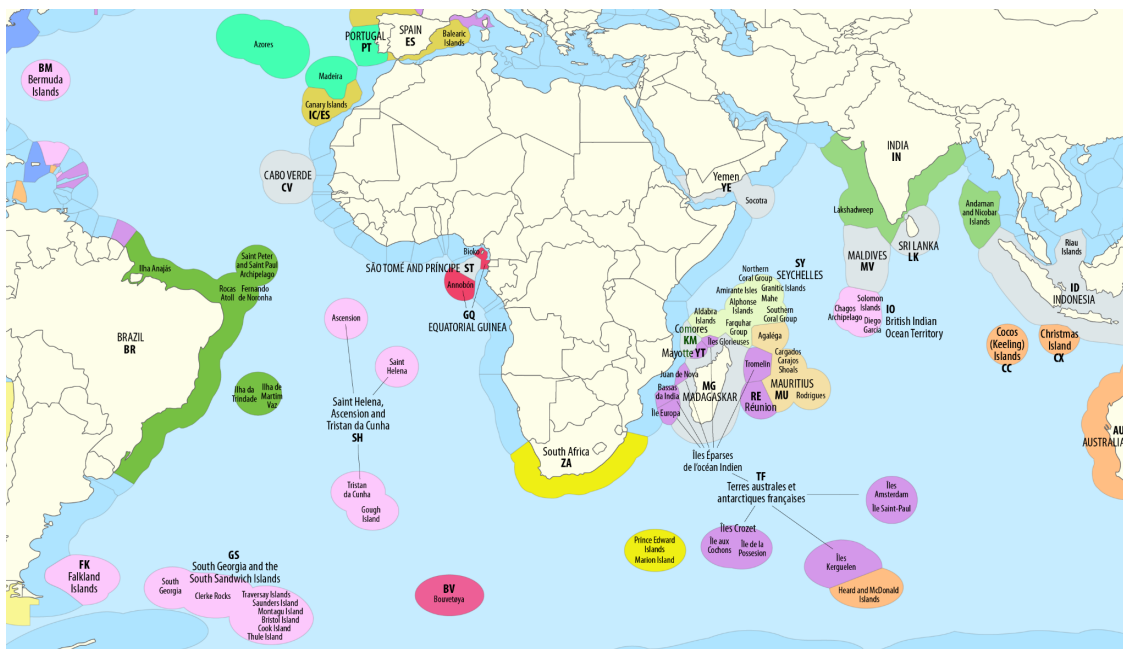 Azores
PORTUGAL
PT
SPAIN
ES
Balearic
Islands
Madeira
Canary Islands
IC/ES
BM
Bermuda
Islands
CABO VERDE
CV
Yemen
YE
Socotra
INDIA
IN
Lakshadweep
Andaman
and Nicobar
Islands
SRI LANKA
LK
MALDIVES
MV
Riau
Islands
ID
INDONESIA
Ilha Anajás
Saint Peter
and Saint Paul
Archipelago
Rocas
Atoll
Fernando
de Noronha
BRAZIL
BR
Ilha da
Trindade
Ilha de
Martim
Vaz
Bioko
SÃO TOMÉ AND PRÍNCIPE ST
Annobón
GQ
EQUATORIAL GUINEA
Ascension
Saint
Helena
Saint Helena,
Ascension and
Tristan da Cunha
SH
Tristan
da Cunha
Gough
Island
SY
SEYCHELLES
Northern
Coral Group
Amirante Isles
Granitic Islands
Mahe
Alphonse
Islands
Southern
Coral Group
Aldabra
Islands
Farquhar
Group
Comores
KM
Îles Glorieuses
Mayotte YT
Agaléga
Juan de Nova
Tromelin
Cargados
Carajos
Shoals
Bassas
da India
MG
MADAGASKAR
RE
Réunion
MAURITIUS
MU
Rodrigues
Île Europa
Chagos
Archipelago
Solomon
Islands
Diego
Garcia
IO
British Indian
Ocean Territory
Cocos
(Keeling)
Islands
CC
Christmas
Island
CX
AU
AUSTRALIA
South Africa
ZA
Îles Éparses
de l'océan Indien
TF
Terres australes et
antarctiques françaises
Îles
Amsterdam
Île Saint-Paul
Îles Crozet
Île aux
Cochons
Île de la
Possesion
Prince Edward
Islands
Marion Island
Îles
Kerguelen
Heard and McDonald
Islands
FK
Falkland
Islands
GS
South Georgia and the
South Sandwich Islands
South
Georgia
Clerke Rocks
Traversay Islands
Saunders Island
Montagu Island
Bristol Island
Cook Island
Thule Island
BV
Bouvetøya